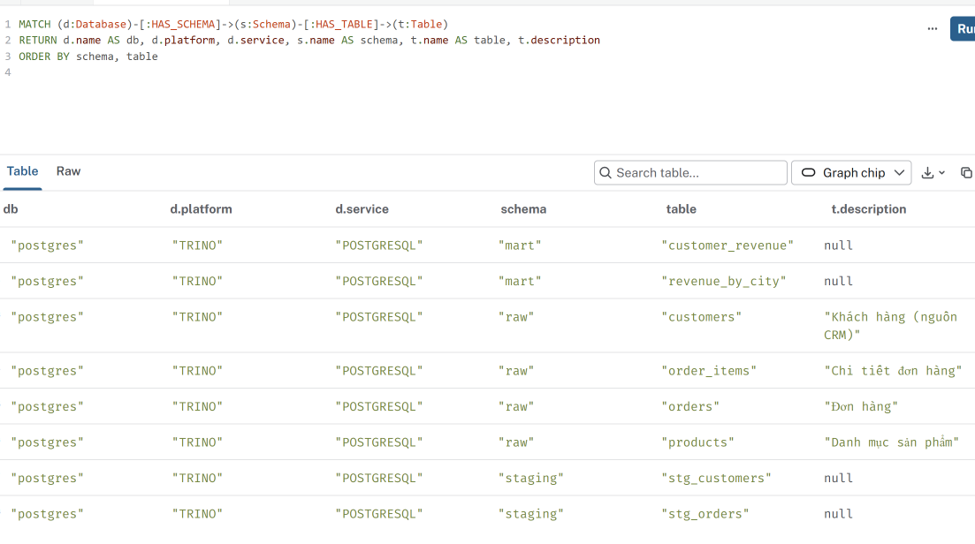 1 MATCH (d:Database)-[:HAS_SCHEMA]->(s:Schema)-[:HAS_TABLE]->(t:Table)
2 RETURN d.name AS db, d.platform, d.service, s.name AS schema, t.name AS table, t.description
3 ORDER BY schema, table
4
... Run
Table Raw
Search table... Graph chip
db d.platform d.service schema table t.description
"postgres" "TRINO" "POSTGRESQL" "mart" "customer_revenue" null
"postgres" "TRINO" "POSTGRESQL" "mart" "revenue_by_city" null
"postgres" "TRINO" "POSTGRESQL" "raw" "customers" "Khách hàng (nguồn
CRM)"
"postgres" "TRINO" "POSTGRESQL" "raw" "order_items" "Chi tiết đơn hàng"
"postgres" "TRINO" "POSTGRESQL" "raw" "orders" "Đơn hàng"
"postgres" "TRINO" "POSTGRESQL" "raw" "products" "Danh mục sản phẩm"
"postgres" "TRINO" "POSTGRESQL" "staging" "stg_customers" null
"postgres" "TRINO" "POSTGRESQL" "staging" "stg_orders" null